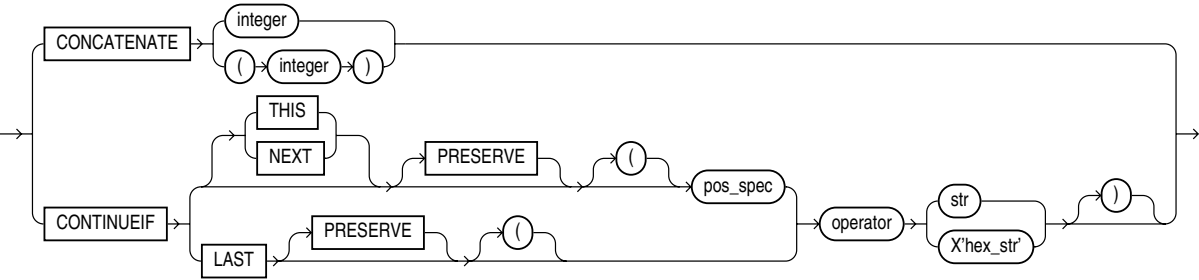 CONCATENATE
integer
( integer )
CONTINUEIF
THIS
NEXT
PRESERVE
(
pos_spec
LAST
PRESERVE
(
operator
str
X'hex_str'
)